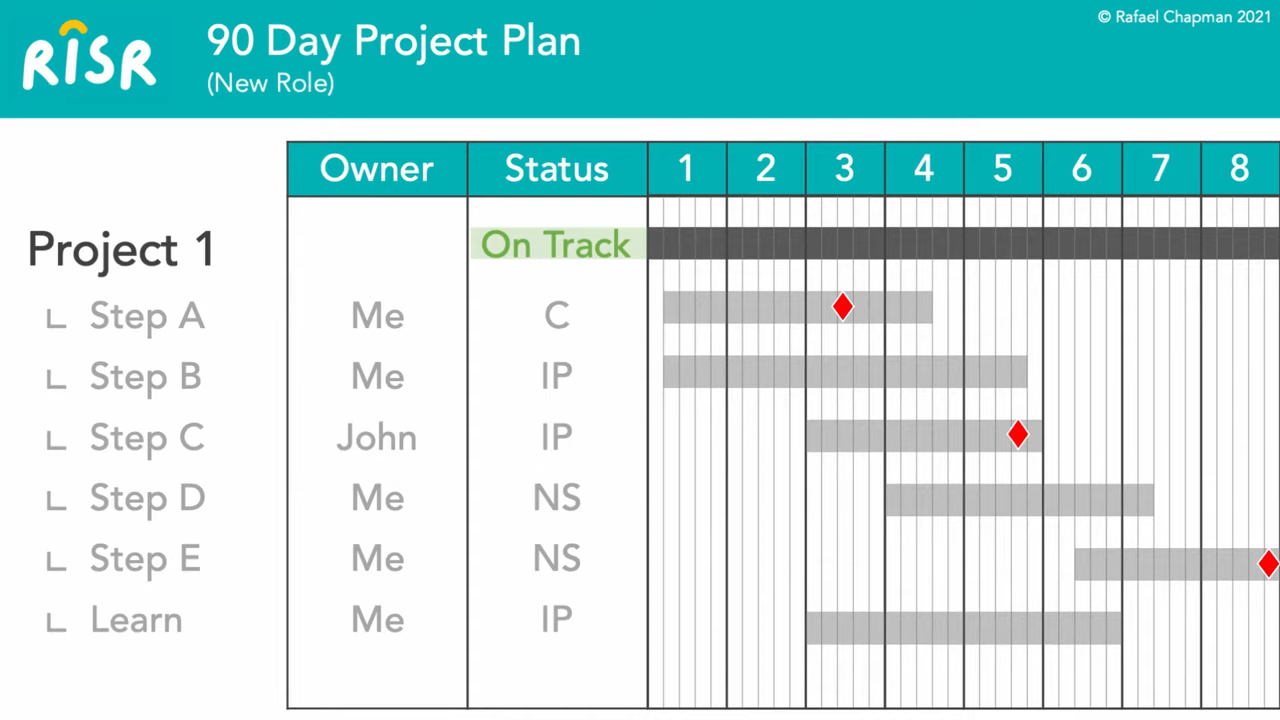 © Rafael Chapman 2021
RISR
90 Day Project Plan
(New Role)
Owner Status 1 2 3 4 5 6 7 8
Project 1 On Track
Step A Me C
Step B Me IP
Step C John IP
Step D Me NS
Step E Me NS
Learn Me IP